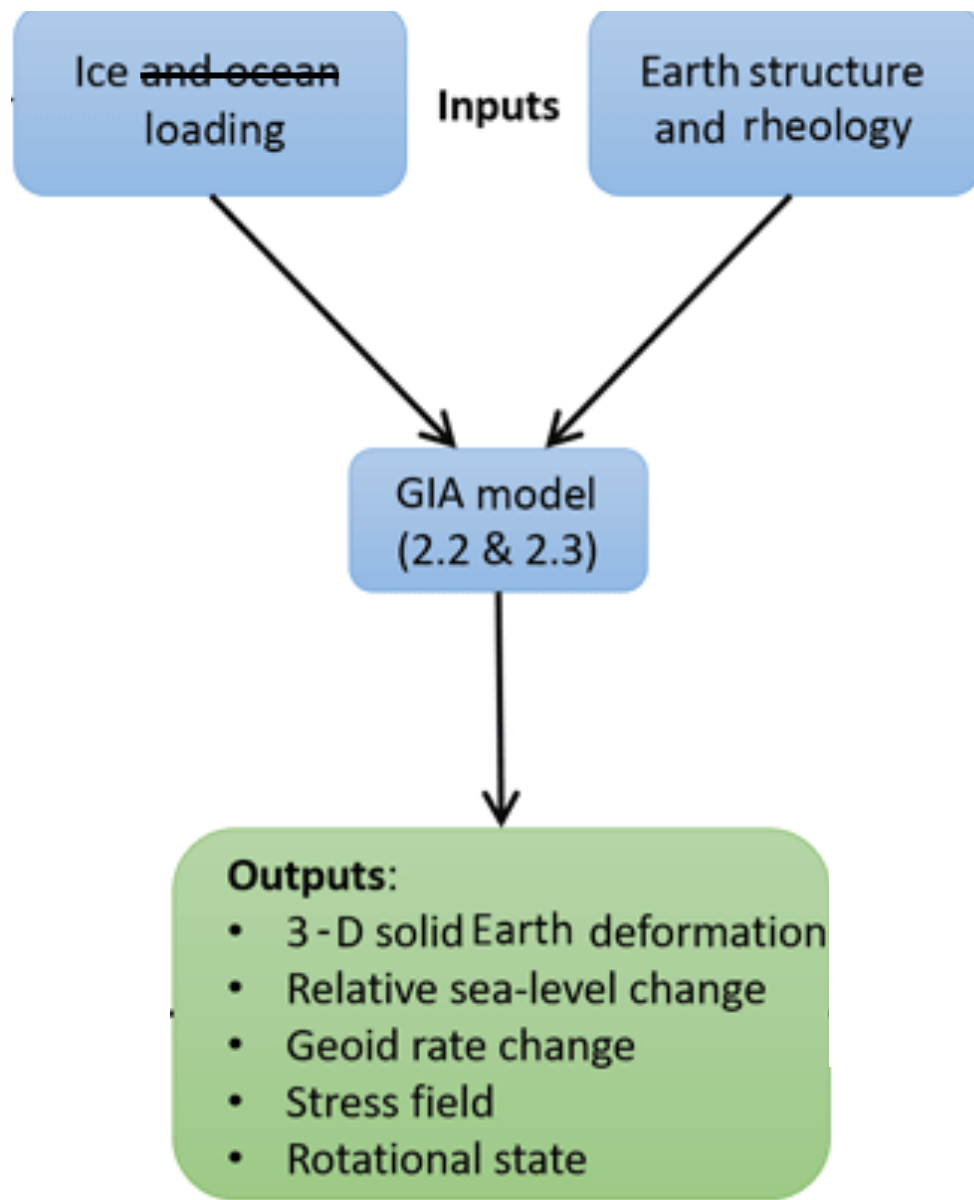 Ice and ocean
loading
Inputs
Earth structure
and rheology
GIA model
(2.2 & 2.3)
Outputs:
• 3-D solid Earth deformation
• Relative sea-level change
• Geoid rate change
• Stress field
• Rotational state